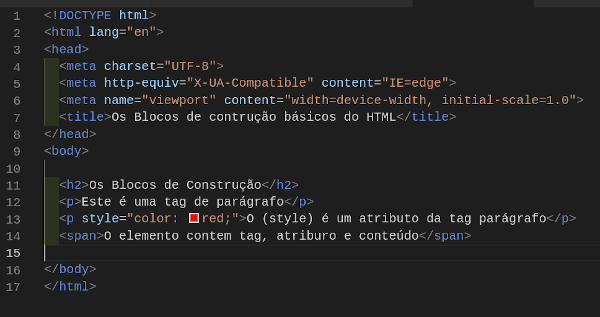 1 <!DOCTYPE html>
2 <html lang="en">
3 <head>
4 <meta charset="UTF-8">
5 <meta http-equiv="X-UA-Compatible" content="IE=edge">
6 <meta name="viewport" content="width=device-width, initial-scale=1.0">
7 <title>Os Blocos de contrução básicos do HTML</title>
8 </head>
9 <body>
10
11 <h2>Os Blocos de Construção</h2>
12 <p>Este é uma tag de parágrafo</p>
13 <p style="color: red;">O (style) é um atributo da tag parágrafo</p>
14 <span>O elemento contem tag, atriburo e conteúdo</span>
15
16 </body>
17 </html>